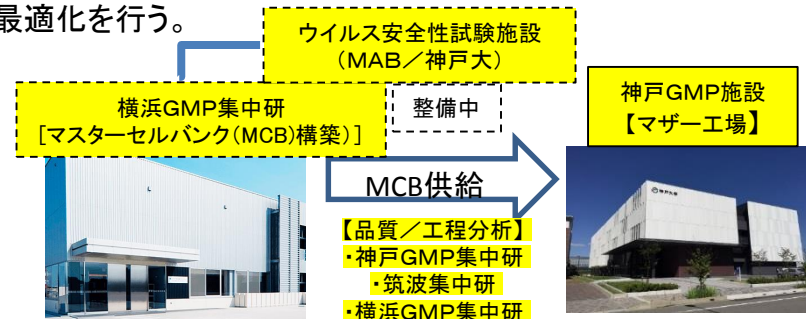 最適化を行う。
ウイルス安全性試験施設
(MAB/神戸大)
横浜GMP集中研
[マスターセルバンク(MCB)構築)]
整備中
神戸GMP施設
【マザー工場】
MCB供給
【品質/工程分析】
・神戸GMP集中研
・筑波集中研
・横浜GMP集中研
神戸大学